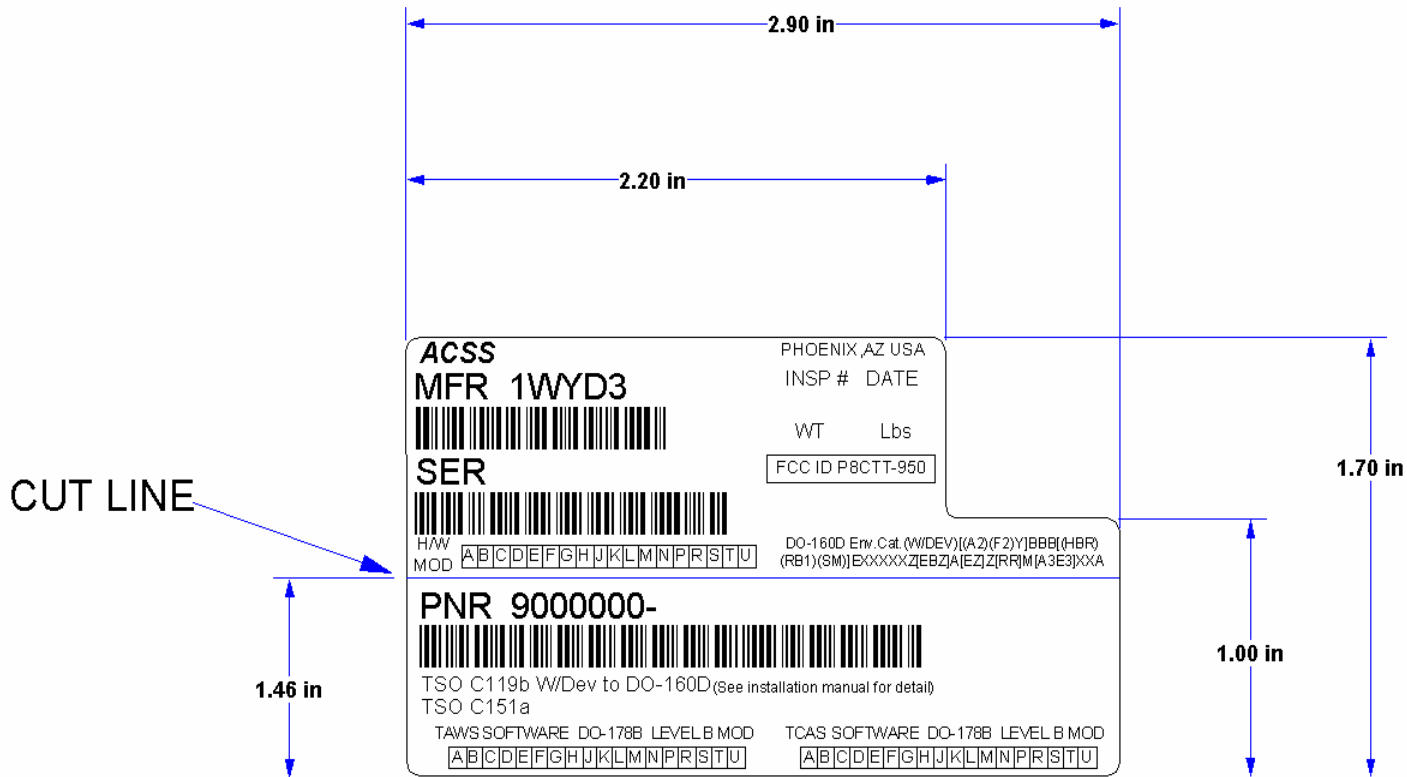 2.90 in
2.20 in
ACSS
PHOENIX ,AZ USA
MFR 1WYD3
INSP # DATE
WT Lbs
SER
FCC ID P8CTT-950
1.70 in
CUT LINE
H/W
MOD
A B C D E F G H J K L M N P R S T U
DO-160D Env.Cat.(W/DEV)[(A2)(F2)Y]BBB[(HBR)
(RB1)(SM)]EXXXXXZ[EBZ]A[EZ]Z[RR]M[A3E3]XXA
PNR 9000000-
1.00 in
1.46 in
TSO C119b W/Dev to DO-160D (See installation manual for detail)
TSO C151a
TAWS SOFTWARE DO-178B LEVEL B MOD
A B C D E F G H J K L M N P R S T U
TCAS SOFTWARE DO-178B LEVEL B MOD
A B C D E F G H J K L M N P R S T U